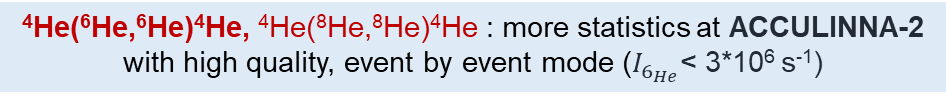 ⁴He(⁶He,⁶He)⁴He, ⁴He(⁸He,⁸He)⁴He : more statistics at ACCULINNA-2
with high quality, event by event mode (I₆He < 3*10⁶ s⁻¹)